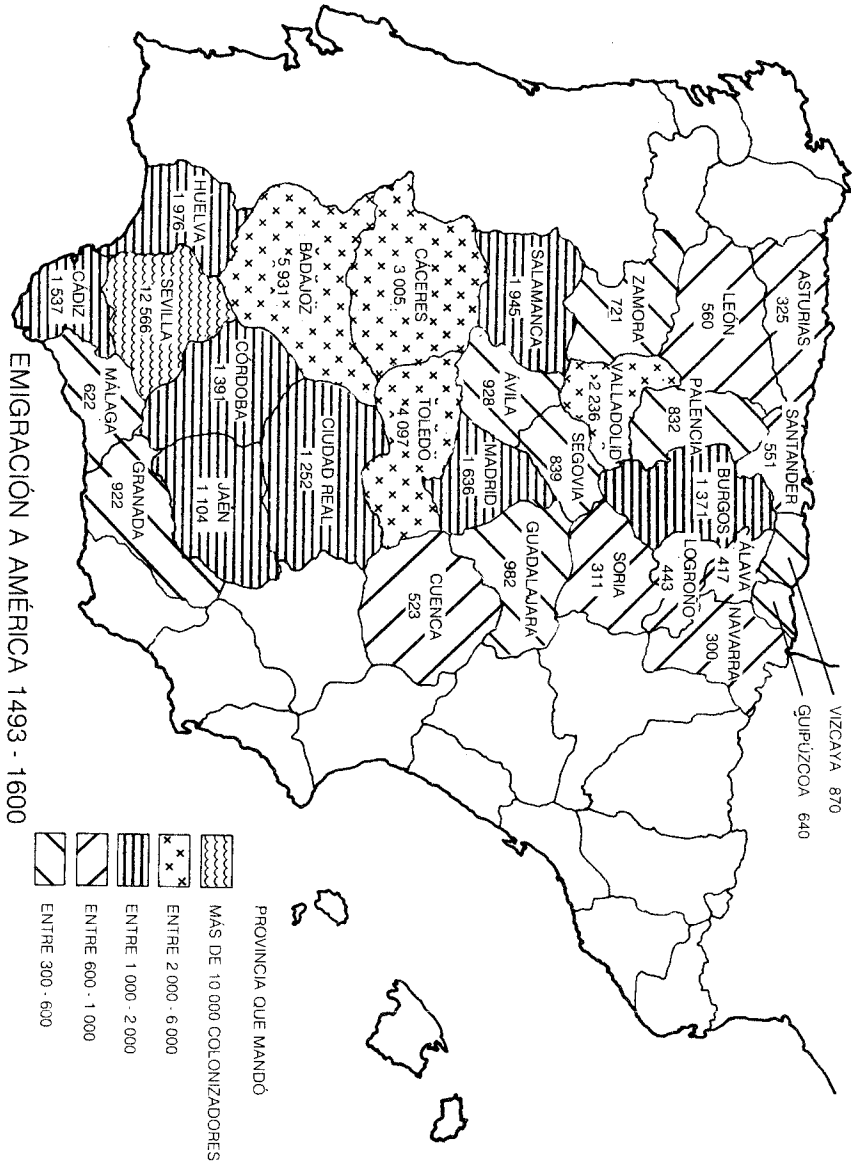 ASTURIAS
325
SANTANDER
551
VIZCAYA 870
GUIPÚZCOA 640
LEÓN
560
PALENCIA
832
BURGOS
1 371
ÁLAVA
417
NAVARRA
300
LOGROÑO
443
ZAMORA
721
VALLADOLID
2 236
SORIA
311
SALAMANCA
1 945
ÁVILA
928
SEGOVIA
839
GUADALAJARA
982
MADRID
1 636
CÁCERES
3 005
TOLEDO
4 097
CUENCA
523
BADAJOZ
5 931
CIUDAD REAL
1 252
HUELVA
1 976
SEVILLA
12 566
CÓRDOBA
1 391
JAÉN
1 104
CÁDIZ
1 537
MÁLAGA
622
GRANADA
922
PROVINCIA QUE MANDÓ
MÁS DE 10 000 COLONIZADORES
ENTRE 2 000 - 6 000
ENTRE 1 000 - 2 000
ENTRE 600 - 1 000
ENTRE 300 - 600
EMIGRACIÓN A AMÉRICA 1493 - 1600